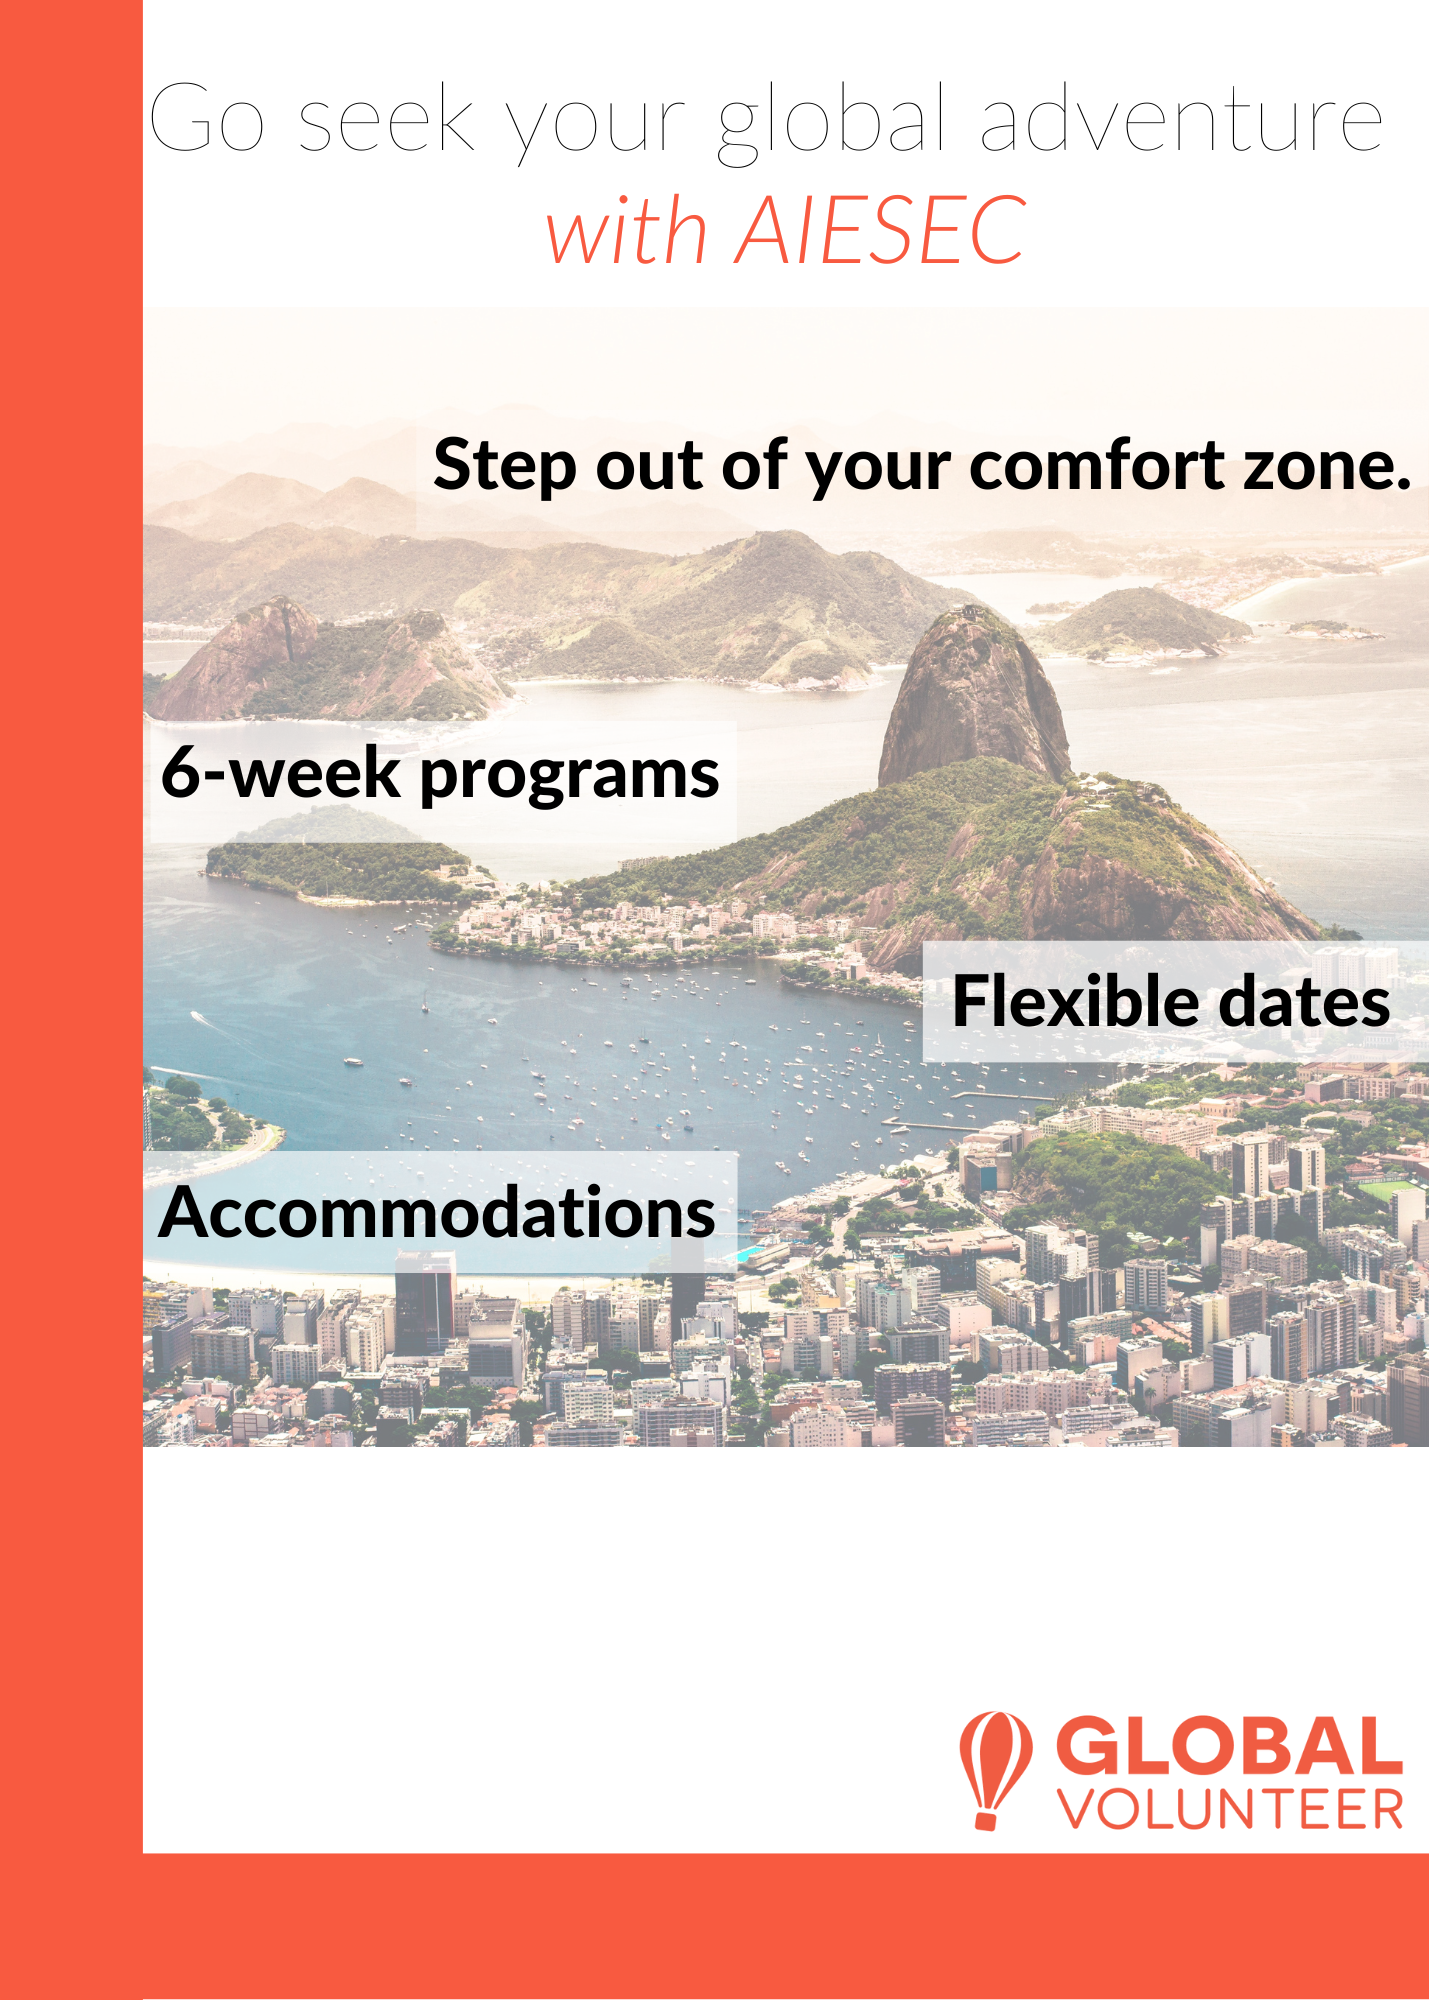 Go seek your global adventure
with AIESEC
Step out of your comfort zone.
6-week programs
Flexible dates
Accommodations
GLOBAL
VOLUNTEER